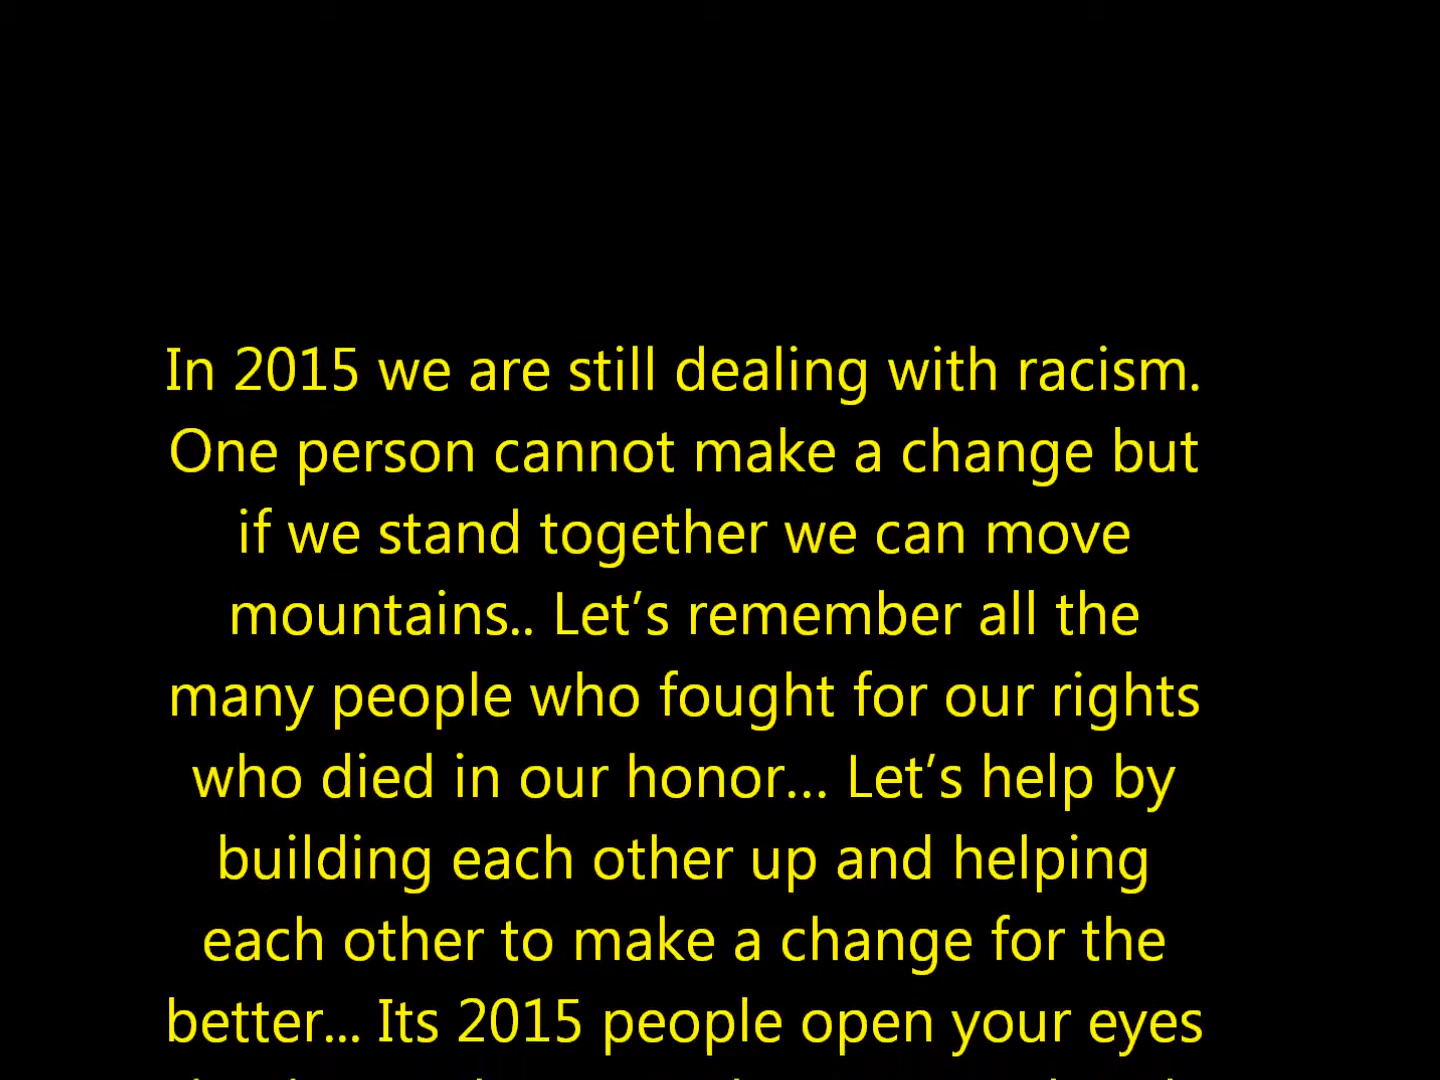 In 2015 we are still dealing with racism.
One person cannot make a change but
if we stand together we can move
mountains.. Let’s remember all the
many people who fought for our rights
who died in our honor... Let’s help by
building each other up and helping
each other to make a change for the
better... Its 2015 people open your eyes